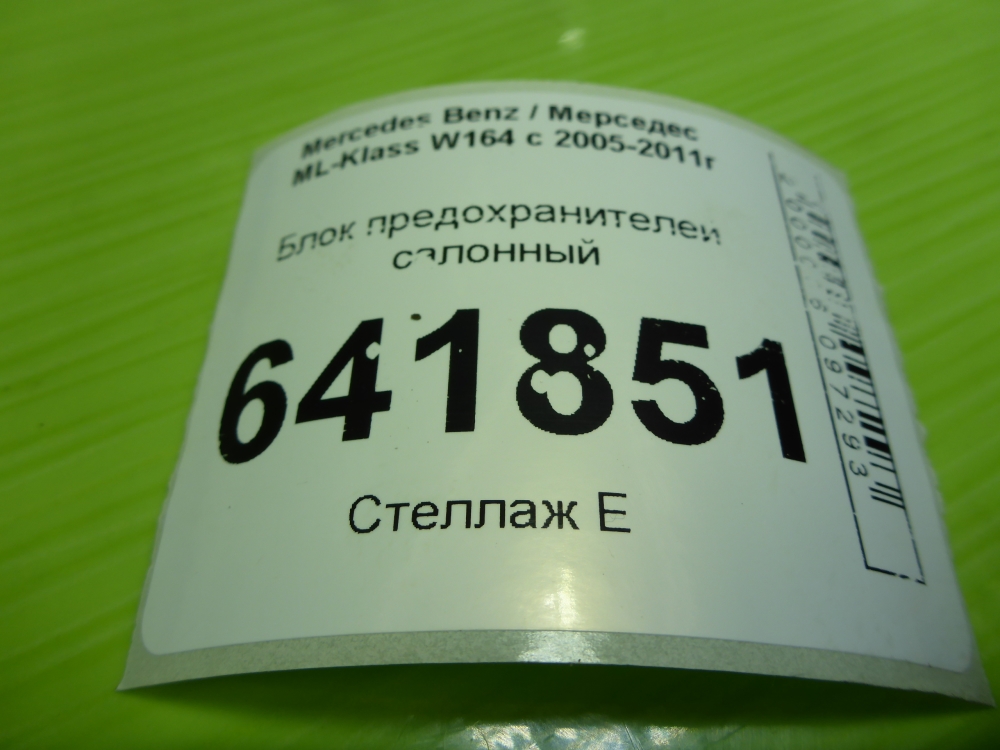 Mercedes Benz / Мерседес
ML-Klass W164 с 2005-2011г
Блок предохранителей
салонный
641851
Стеллаж Е